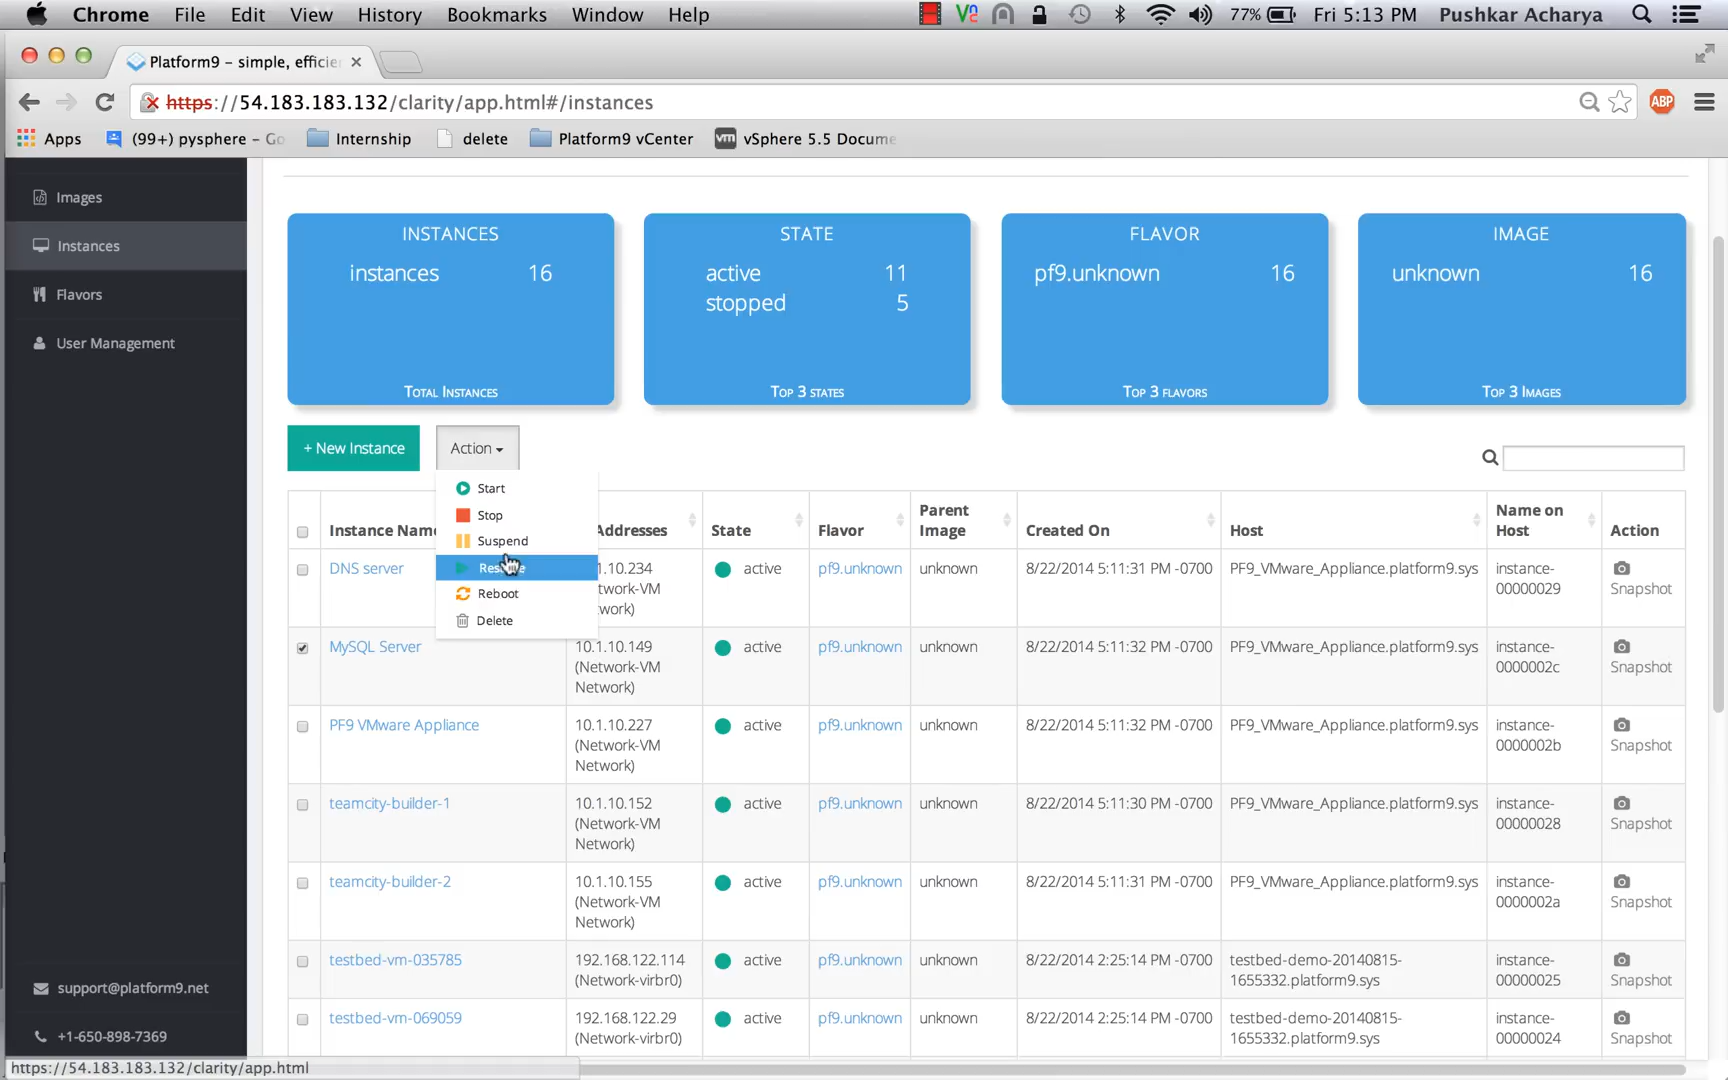 Chrome File Edit View History Bookmarks Window Help 77% Fri 5:13 PM Pushkar Acharya
Platform9 – simple, efficier
https://54.183.183.132/clarity/app.html#/instances
ABP
Apps (99+) pysphere – Go Internship delete Platform9 vCenter vm vSphere 5.5 Docume
Images
Instances
Flavors
User Management
support@platform9.net
+1-650-898-7369
https://54.183.183.132/clarity/app.html
INSTANCES
instances 16
TOTAL INSTANCES
STATE
active 11
stopped 5
TOP 3 STATES
FLAVOR
pf9.unknown 16
TOP 3 FLAVORS
IMAGE
unknown 16
TOP 3 IMAGES
+ New Instance Action
Start
Stop
Suspend
Reboot
Delete
Instance Name Addresses State Flavor Parent Image Created On Host Name on Host Action
DNS server 1.10.234 active pf9.unknown unknown 8/22/2014 5:11:31 PM -0700 PF9_VMware_Appliance.platform9.sys instance- Snapshot
twork-VM 00000029
work)
MySQL Server 10.1.10.149 active pf9.unknown unknown 8/22/2014 5:11:32 PM -0700 PF9_VMware_Appliance.platform9.sys instance-
(Network-VM 0000002c Snapshot
Network)
PF9 VMware Appliance 10.1.10.227 active pf9.unknown unknown 8/22/2014 5:11:32 PM -0700 PF9_VMware_Appliance.platform9.sys instance-
(Network-VM 0000002b Snapshot
Network)
teamcity-builder-1 10.1.10.152 active pf9.unknown unknown 8/22/2014 5:11:30 PM -0700 PF9_VMware_Appliance.platform9.sys instance-
(Network-VM 00000028 Snapshot
Network)
teamcity-builder-2 10.1.10.155 active pf9.unknown unknown 8/22/2014 5:11:31 PM -0700 PF9_VMware_Appliance.platform9.sys instance-
(Network-VM 0000002a Snapshot
Network)
testbed-vm-035785 192.168.122.114 active pf9.unknown unknown 8/22/2014 2:25:14 PM -0700 testbed-demo-20140815- instance-
(Network-virbr0) 1655332.platform9.sys 00000025 Snapshot
testbed-vm-069059 192.168.122.29 active pf9.unknown unknown 8/22/2014 2:25:14 PM -0700 testbed-demo-20140815- instance-
(Network-virbr0) 1655332.platform9.sys 00000024 Snapshot